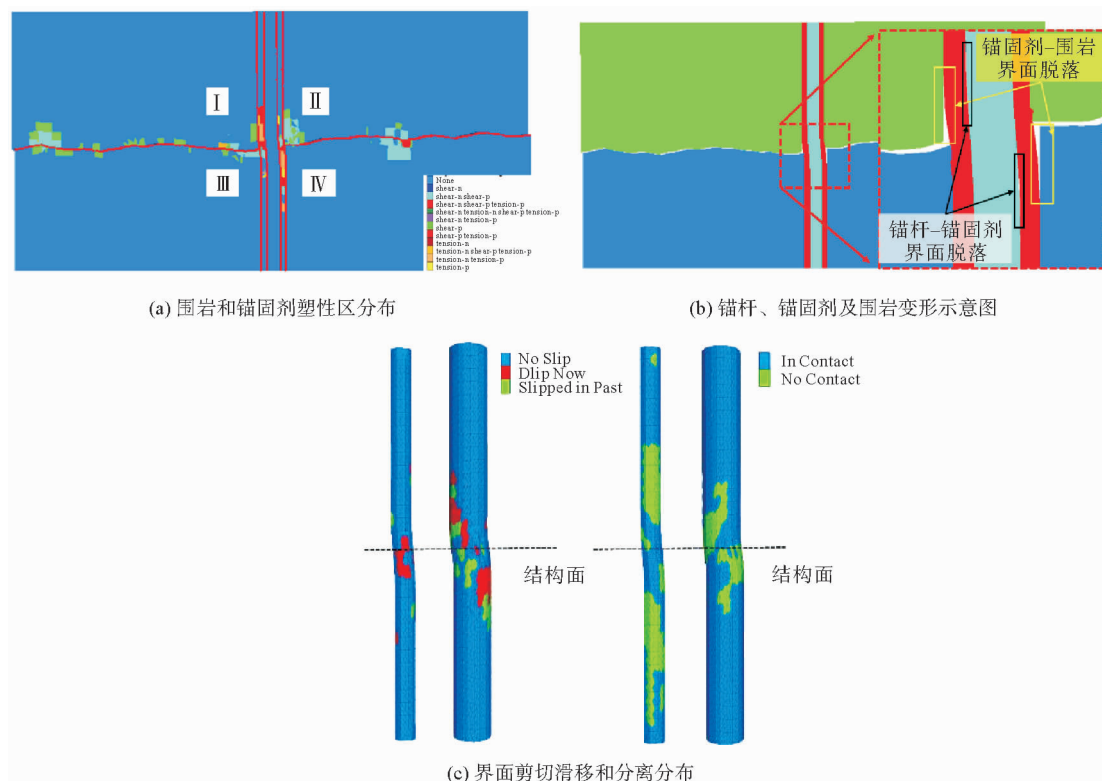 Ⅰ
Ⅱ
Ⅲ
Ⅳ
None
shear-n
shear-n shear-p
shear-n shear-p tension-p
shear-n tension-n shear-p tension-p
shear-n tension-p
shear-p
shear-p tension-p
tension-n
tension-n shear-p tension-p
tension-n tension-p
tension-p
(a) 围岩和锚固剂塑性区分布
锚固剂–围岩
界面脱落
锚杆–锚固剂
界面脱落
(b) 锚杆、锚固剂及围岩变形示意图
No Slip
Dlip Now
Slipped in Past
结构面
In Contact
No Contact
结构面
(c) 界面剪切滑移和分离分布